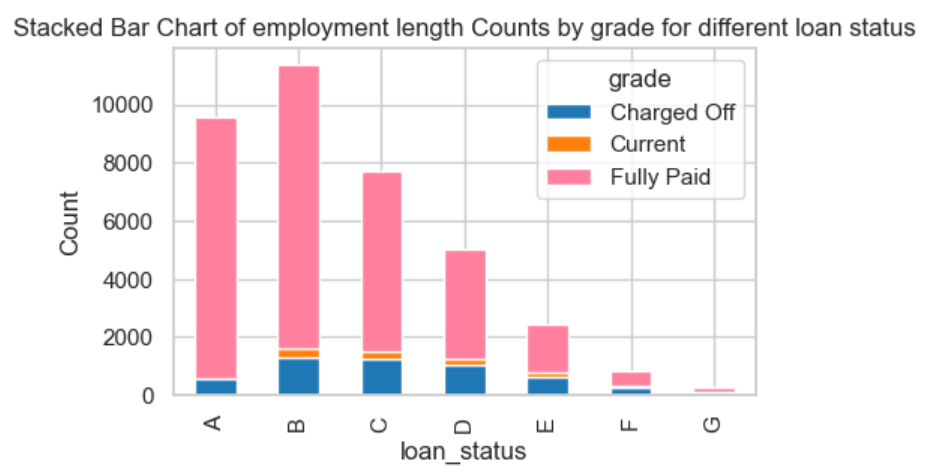 Stacked Bar Chart of employment length Counts by grade for different loan status
grade
Charged Off
Current
Fully Paid
Count
10000
8000
6000
4000
2000
0
A
B
C
D
E
F
G
loan_status